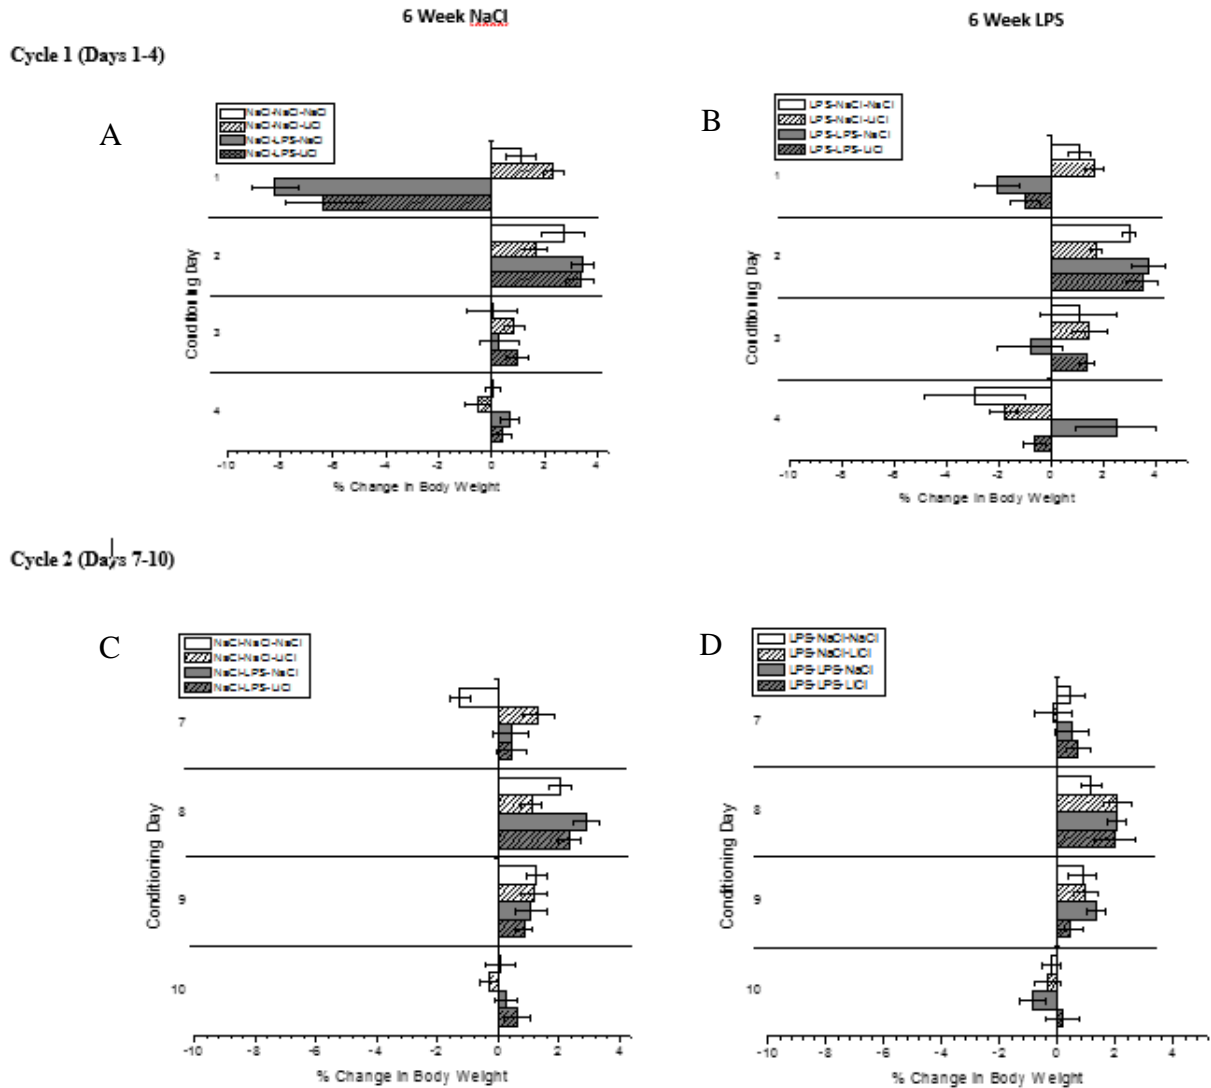 6 Week NaCl
6 Week LPS
Cycle 1 (Days 1-4)
A
NaCl-NaCl-NaCl
NaCl-NaCl-LiCl
NaCl-LPS-NaCl
NaCl-LPS-LiCl
Conditioning Day
1
2
3
4
-10 -8 -6 -4 -2 0 2 4
% Change in Body Weight
B
LPS-NaCl-NaCl
LPS-NaCl-LiCl
LPS-LPS-NaCl
LPS-LPS-LiCl
Conditioning Day
1
2
3
4
-10 -8 -6 -4 -2 0 2 4
% Change in Body Weight
Cycle 2 (Days 7-10)
C
NaCl-NaCl-NaCl
NaCl-NaCl-LiCl
NaCl-LPS-NaCl
NaCl-LPS-LiCl
Conditioning Day
7
8
9
10
-10 -8 -6 -4 -2 0 2 4
% Change in Body Weight
D
LPS-NaCl-NaCl
LPS-NaCl-LiCl
LPS-LPS-NaCl
LPS-LPS-LiCl
Conditioning Day
7
8
9
10
-10 -8 -6 -4 -2 0 2 4
% Change in Body Weight